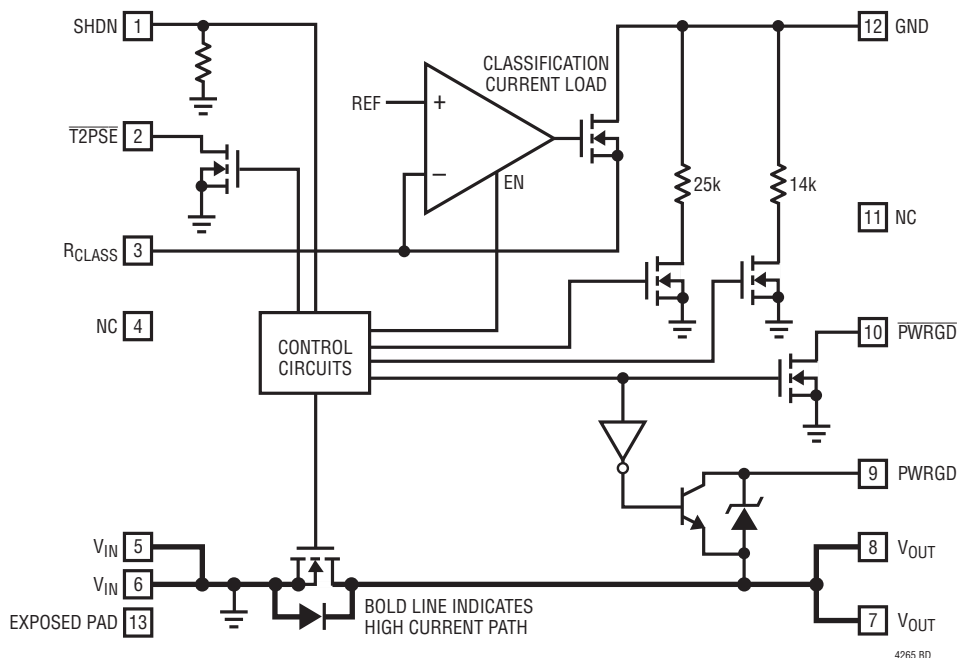 SHDN 1
12 GND
CLASSIFICATION
CURRENT LOAD
REF
+
−
EN
T2PSE 2
25k
14k
11 NC
RCLASS 3
NC 4
10 PWRGD
CONTROL
CIRCUITS
9 PWRGD
VIN 5
8 VOUT
VIN 6
BOLD LINE INDICATES
HIGH CURRENT PATH
EXPOSED PAD 13
7 VOUT
4265 BD